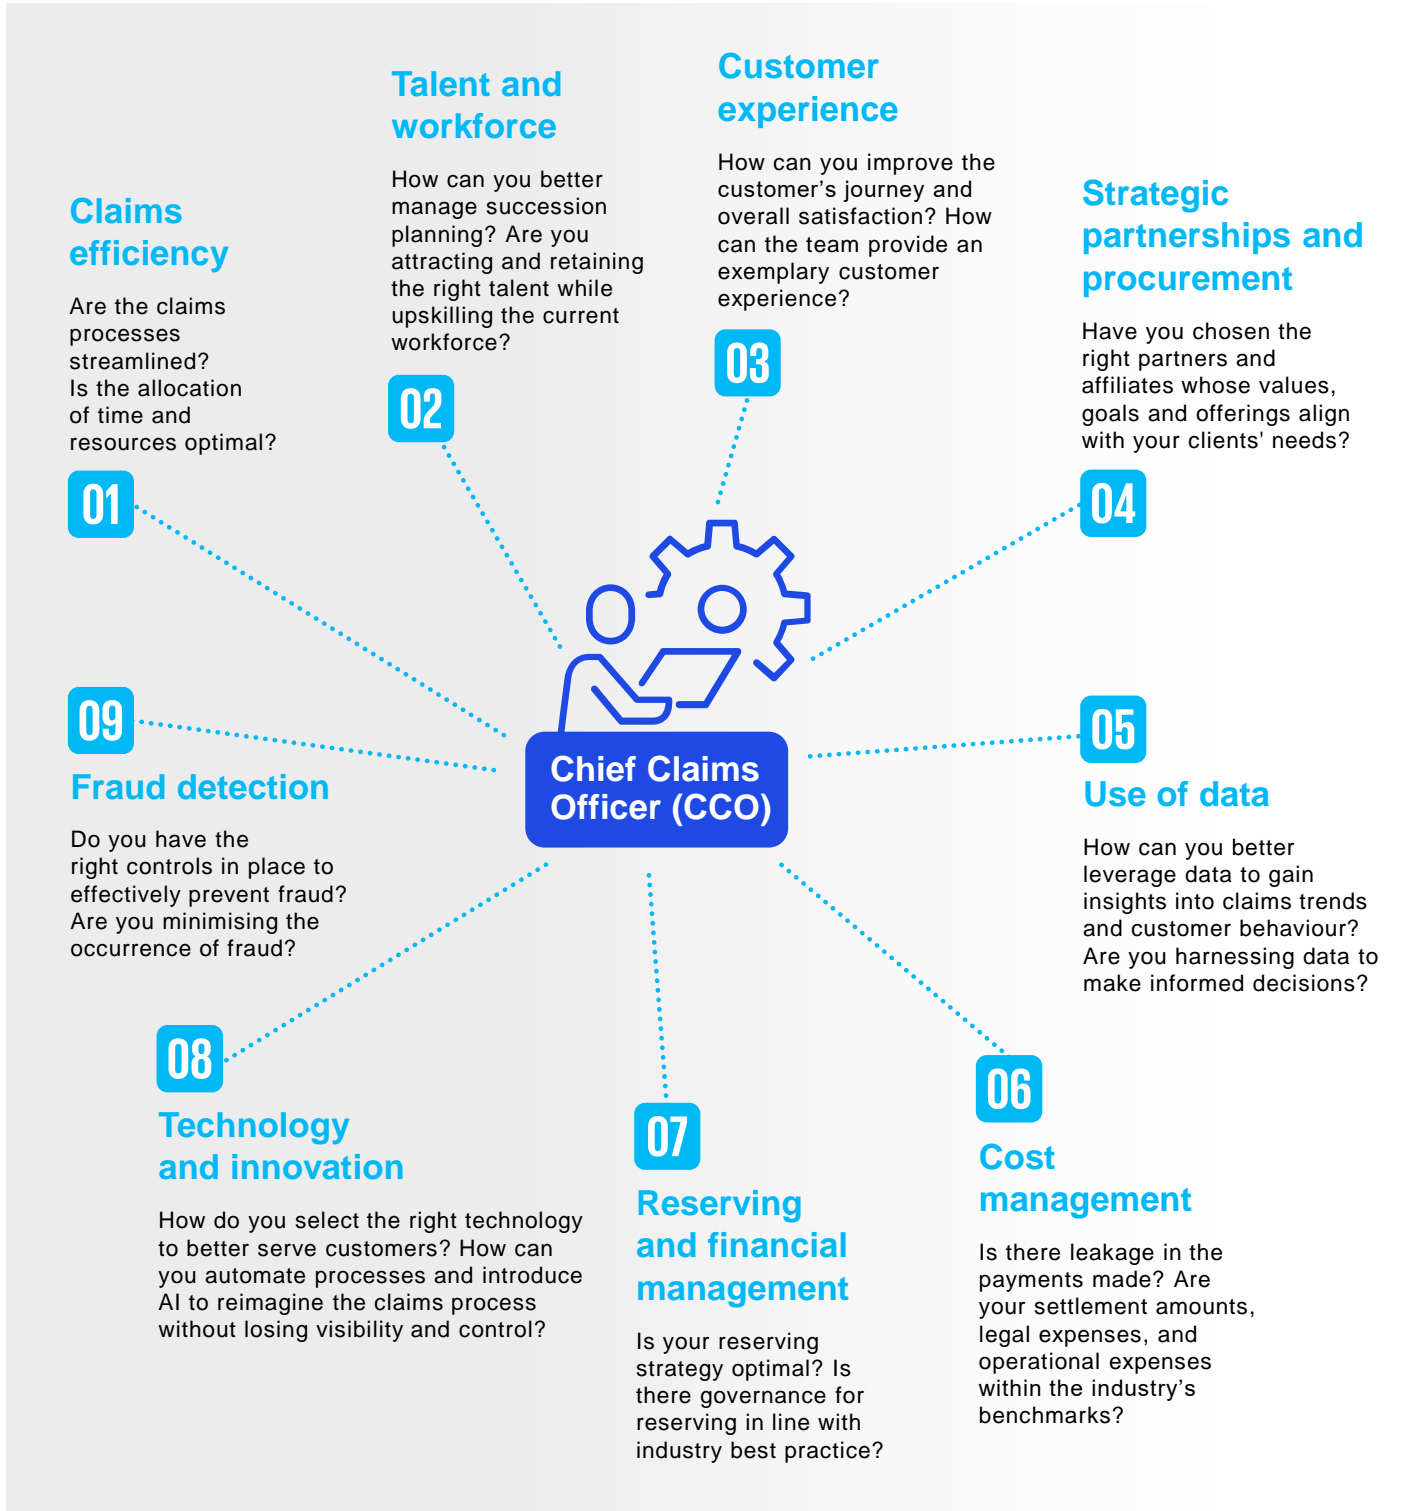 Claims
efficiency
Are the claims
processes
streamlined?
Is the allocation
of time and
resources optimal?
01
Talent and
workforce
How can you better
manage succession
planning? Are you
attracting and retaining
the right talent while
upskilling the current
workforce?
02
Customer
experience
How can you improve the
customer’s journey and
overall satisfaction? How
can the team provide an
exemplary customer
experience?
03
Strategic
partnerships and
procurement
Have you chosen the
right partners and
affiliates whose values,
goals and offerings align
with your clients' needs?
04
Chief Claims
Officer (CCO)
05
Use of data
How can you better
leverage data to gain
insights into claims trends
and customer behaviour?
Are you harnessing data to
make informed decisions?
06
Cost
management
Is there leakage in the
payments made? Are
your settlement amounts,
legal expenses, and
operational expenses
within the industry’s
benchmarks?
07
Reserving
and financial
management
Is your reserving
strategy optimal? Is
there governance for
reserving in line with
industry best practice?
08
Technology
and innovation
How do you select the right technology
to better serve customers? How can
you automate processes and introduce
AI to reimagine the claims process
without losing visibility and control?
09
Fraud detection
Do you have the
right controls in place to
effectively prevent fraud?
Are you minimising the
occurrence of fraud?